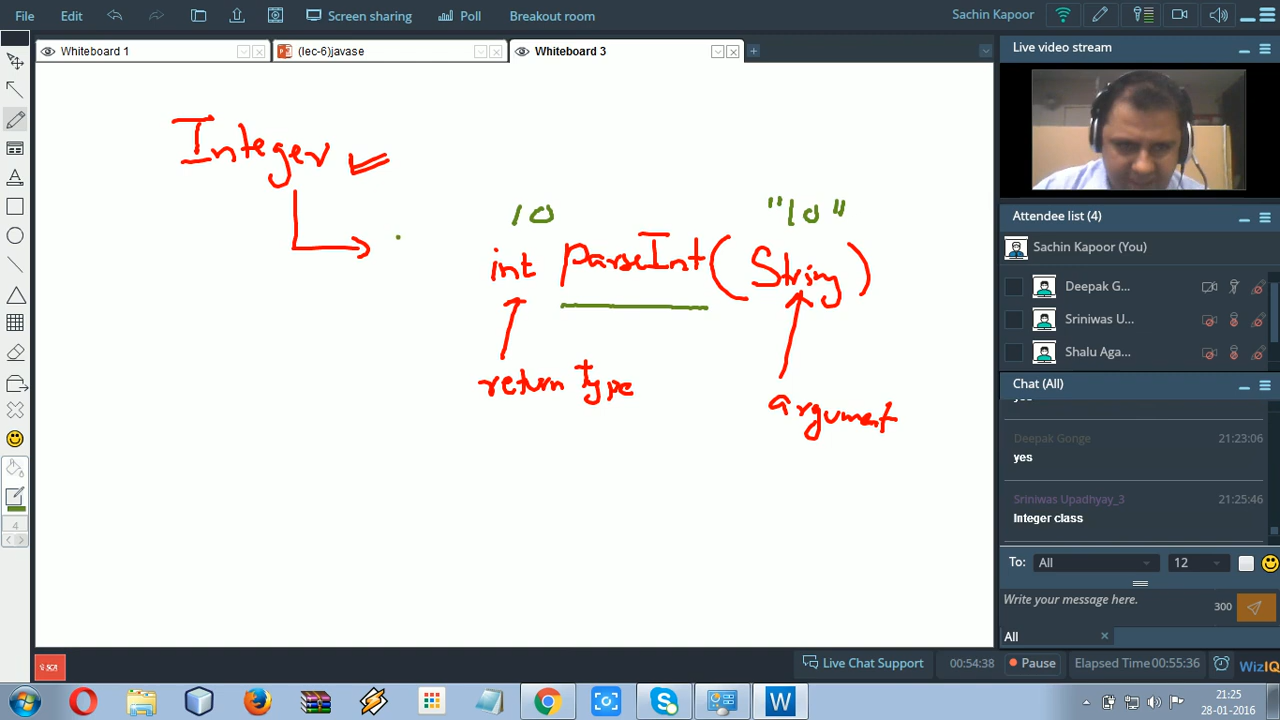 File Edit Screen sharing Poll Breakout room Sachin Kapoor
Whiteboard 1 (lec-6)javase Whiteboard 3
Live video stream
Integer
10 "10"
int parseInt(String)
return type
argument
A
4
Attendee list (4)
Sachin Kapoor (You)
Deepak G...
Sriniwas U...
Shalu Aga...
Chat (All)
yes
Deepak Gonge 21:23:06
yes
Sriniwas Upadhyay_3 21:25:46
Integer class
To: All 12
Write your message here. 300
All
SCA Live Chat Support 00:54:38 Pause Elapsed Time 00:55:36 WizIQ
21:25
28-01-2016